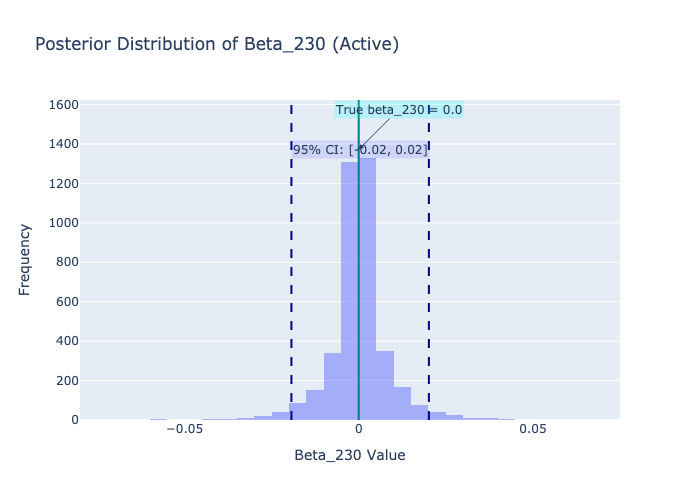 Posterior Distribution of Beta_230 (Active)
True beta_230 = 0.0
95% CI: [-0.02, 0.02]
1600
1400
1200
1000
800
600
400
200
0
Frequency
−0.05
0
0.05
Beta_230 Value